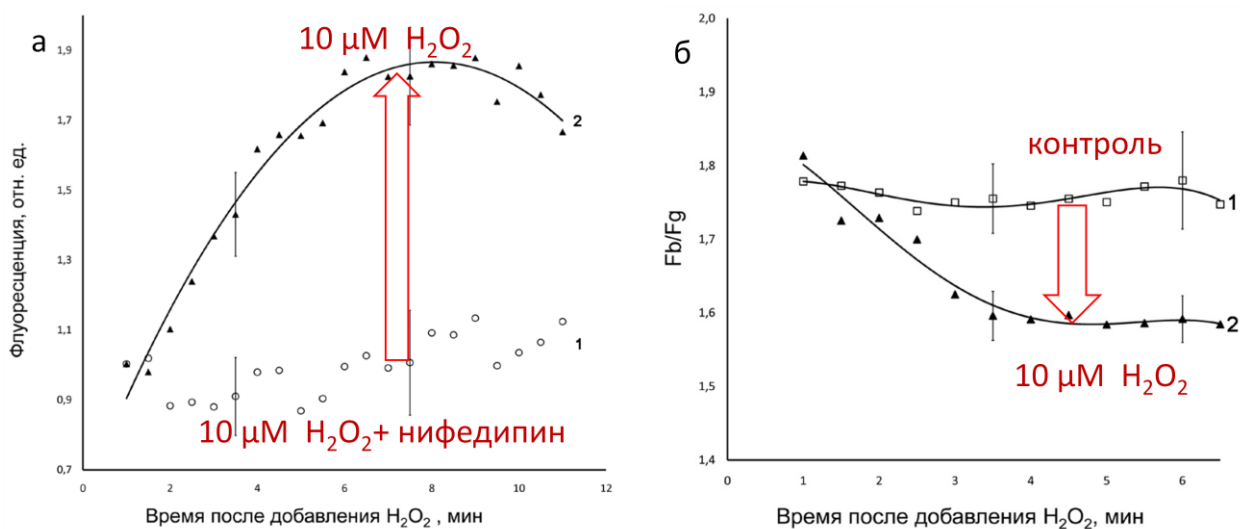 а
10 µM H₂O₂
1,9
1,7
1,5
1,3
1,1
0,9
0,7
Флуоресценция, отн. ед.
2
1
10 µM H₂O₂+ нифедипин
0 2 4 6 8 10 12
Время после добавления H₂O₂ , мин
б
2,0
1,9
1,8
1,7
1,6
1,5
1,4
Fb/Fg
контроль
1
2
10 µM H₂O₂
0 1 2 3 4 5 6
Время после добавления H₂O₂, мин